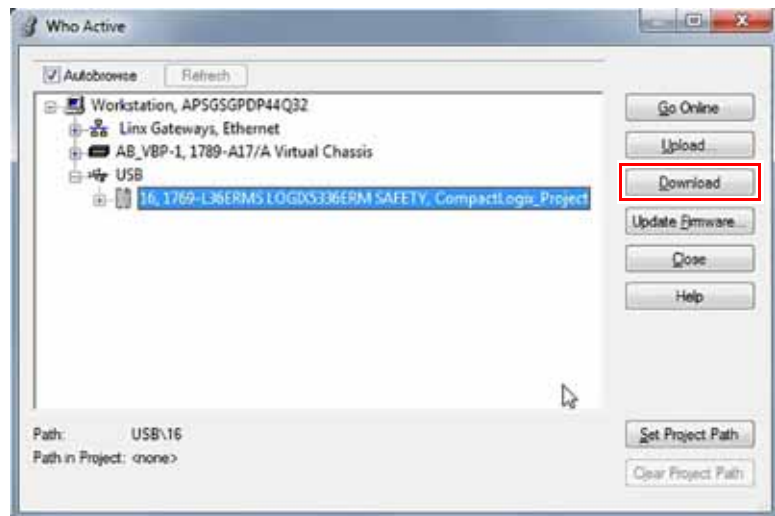 Who Active
Autobrowse Refresh
Workstation, APSGSGPDP44Q32
Linx Gateways, Ethernet
AB_VBP-1, 1789-A17/A Virtual Chassis
USB
16, 1769-L36ERMS LOGIX5336ERM SAFETY, CompactLogix_Project
Go Online
Upload...
Download
Update Firmware...
Close
Help
Path: USB\16
Path in Project: <none>
Set Project Path
Clear Project Path